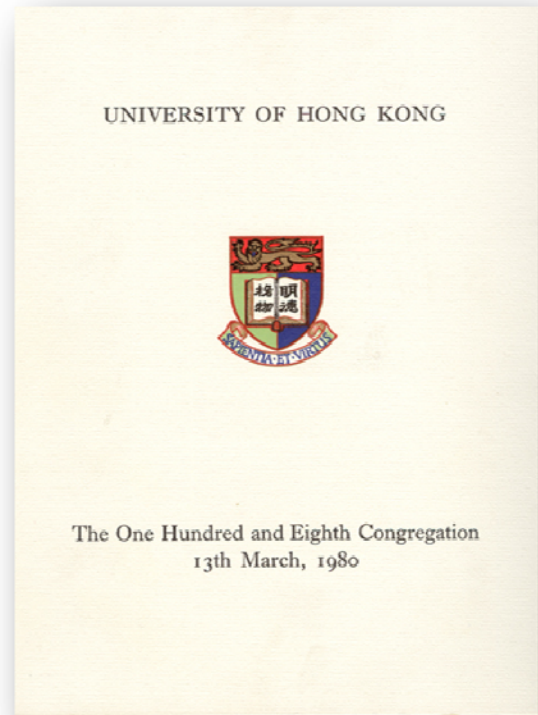 UNIVERSITY OF HONG KONG
明德
格物
SAPIENTIA·ET·VIRTUS
The One Hundred and Eighth Congregation
13th March, 1980